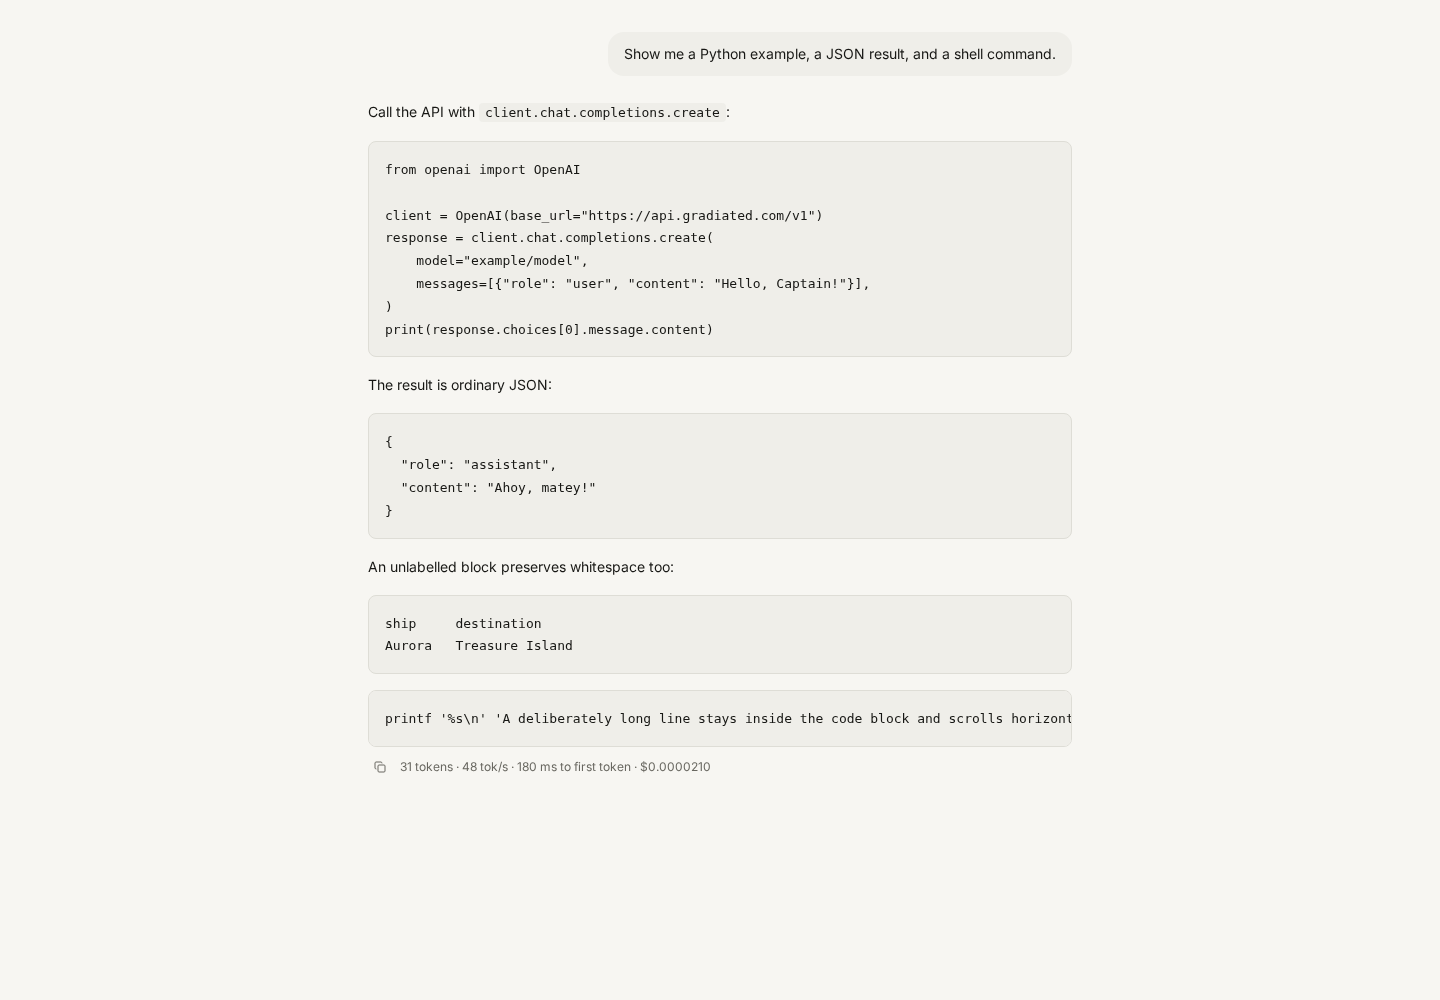 Show me a Python example, a JSON result, and a shell command.
Call the API with client.chat.completions.create:
from openai import OpenAI

client = OpenAI(base_url="https://api.gradiated.com/v1")
response = client.chat.completions.create(
    model="example/model",
    messages=[{"role": "user", "content": "Hello, Captain!"}],
)
print(response.choices[0].message.content)
The result is ordinary JSON:
{
  "role": "assistant",
  "content": "Ahoy, matey!"
}
An unlabelled block preserves whitespace too:
ship     destination
Aurora   Treasure Island
printf '%s\n' 'A deliberately long line stays inside the code block and scrolls horizont
31 tokens · 48 tok/s · 180 ms to first token · $0.0000210